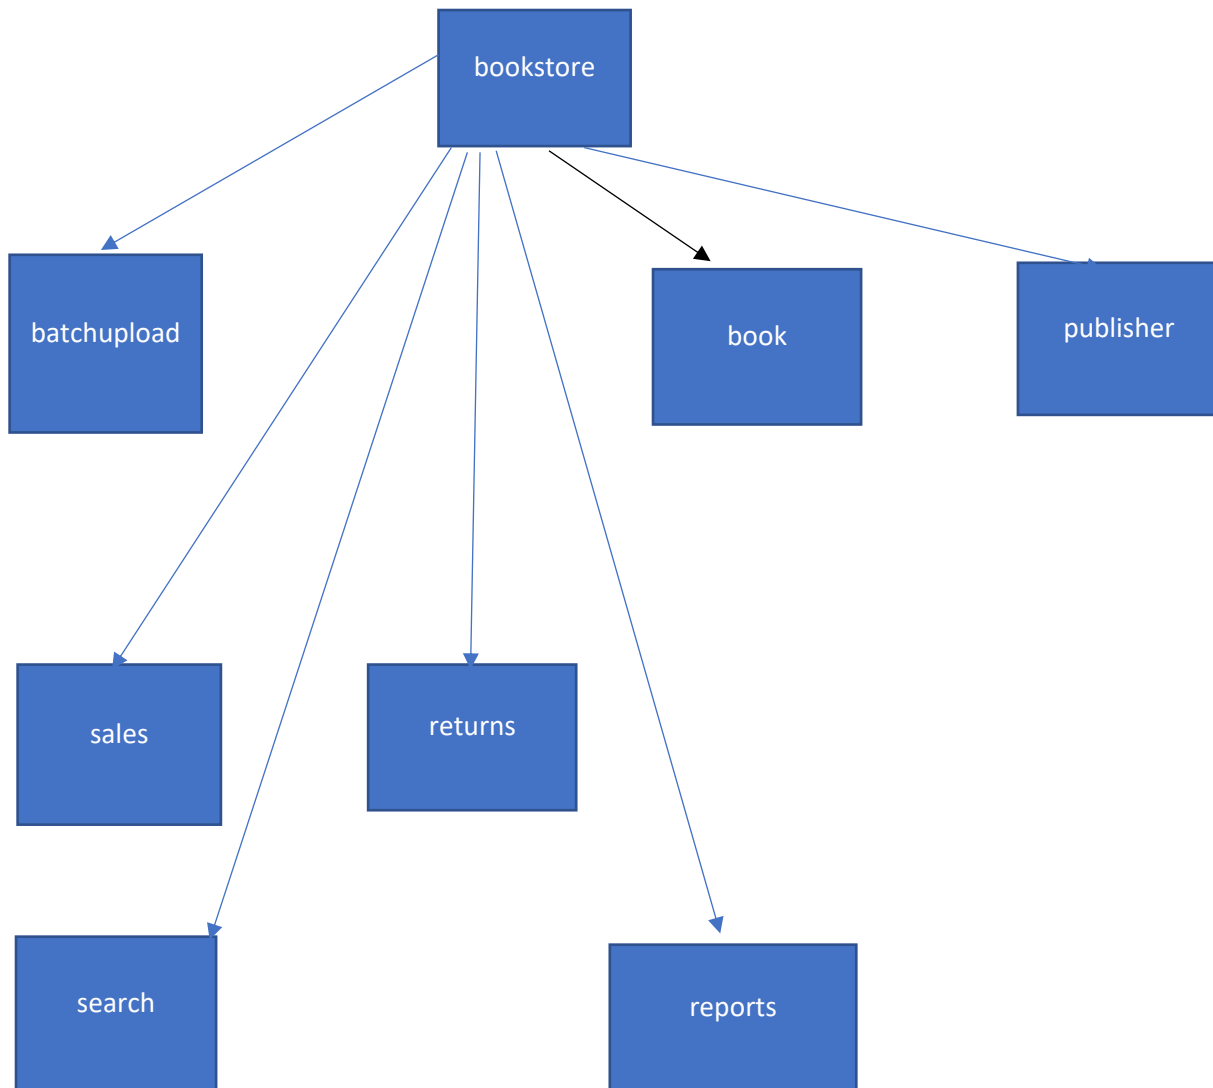 bookstore
batchupload
book
publisher
sales
returns
search
reports